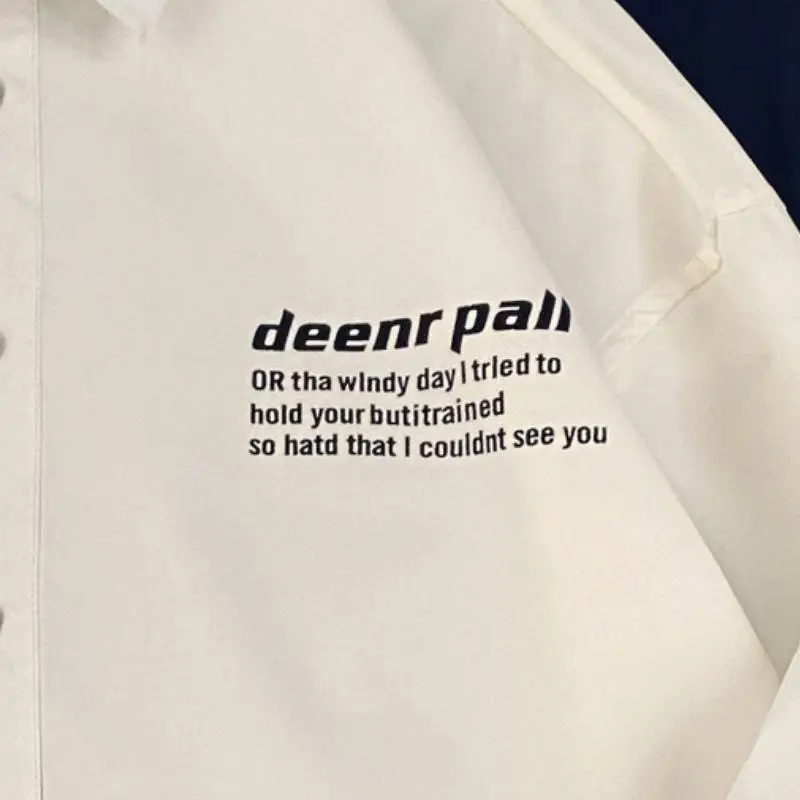 deenr pall
OR tha wlndy day I trled to
hold your butitrained
so hatd that I couldnt see you